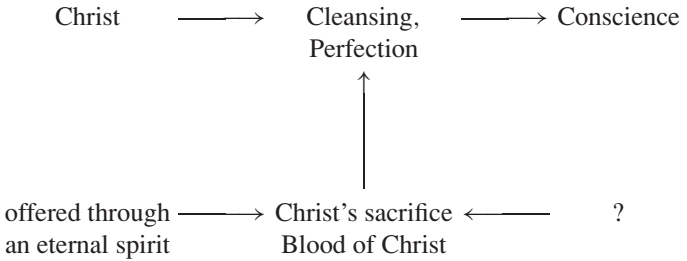 Christ Cleansing, Conscience
Perfection
offered through Christ's sacrifice ?
an eternal spirit Blood of Christ